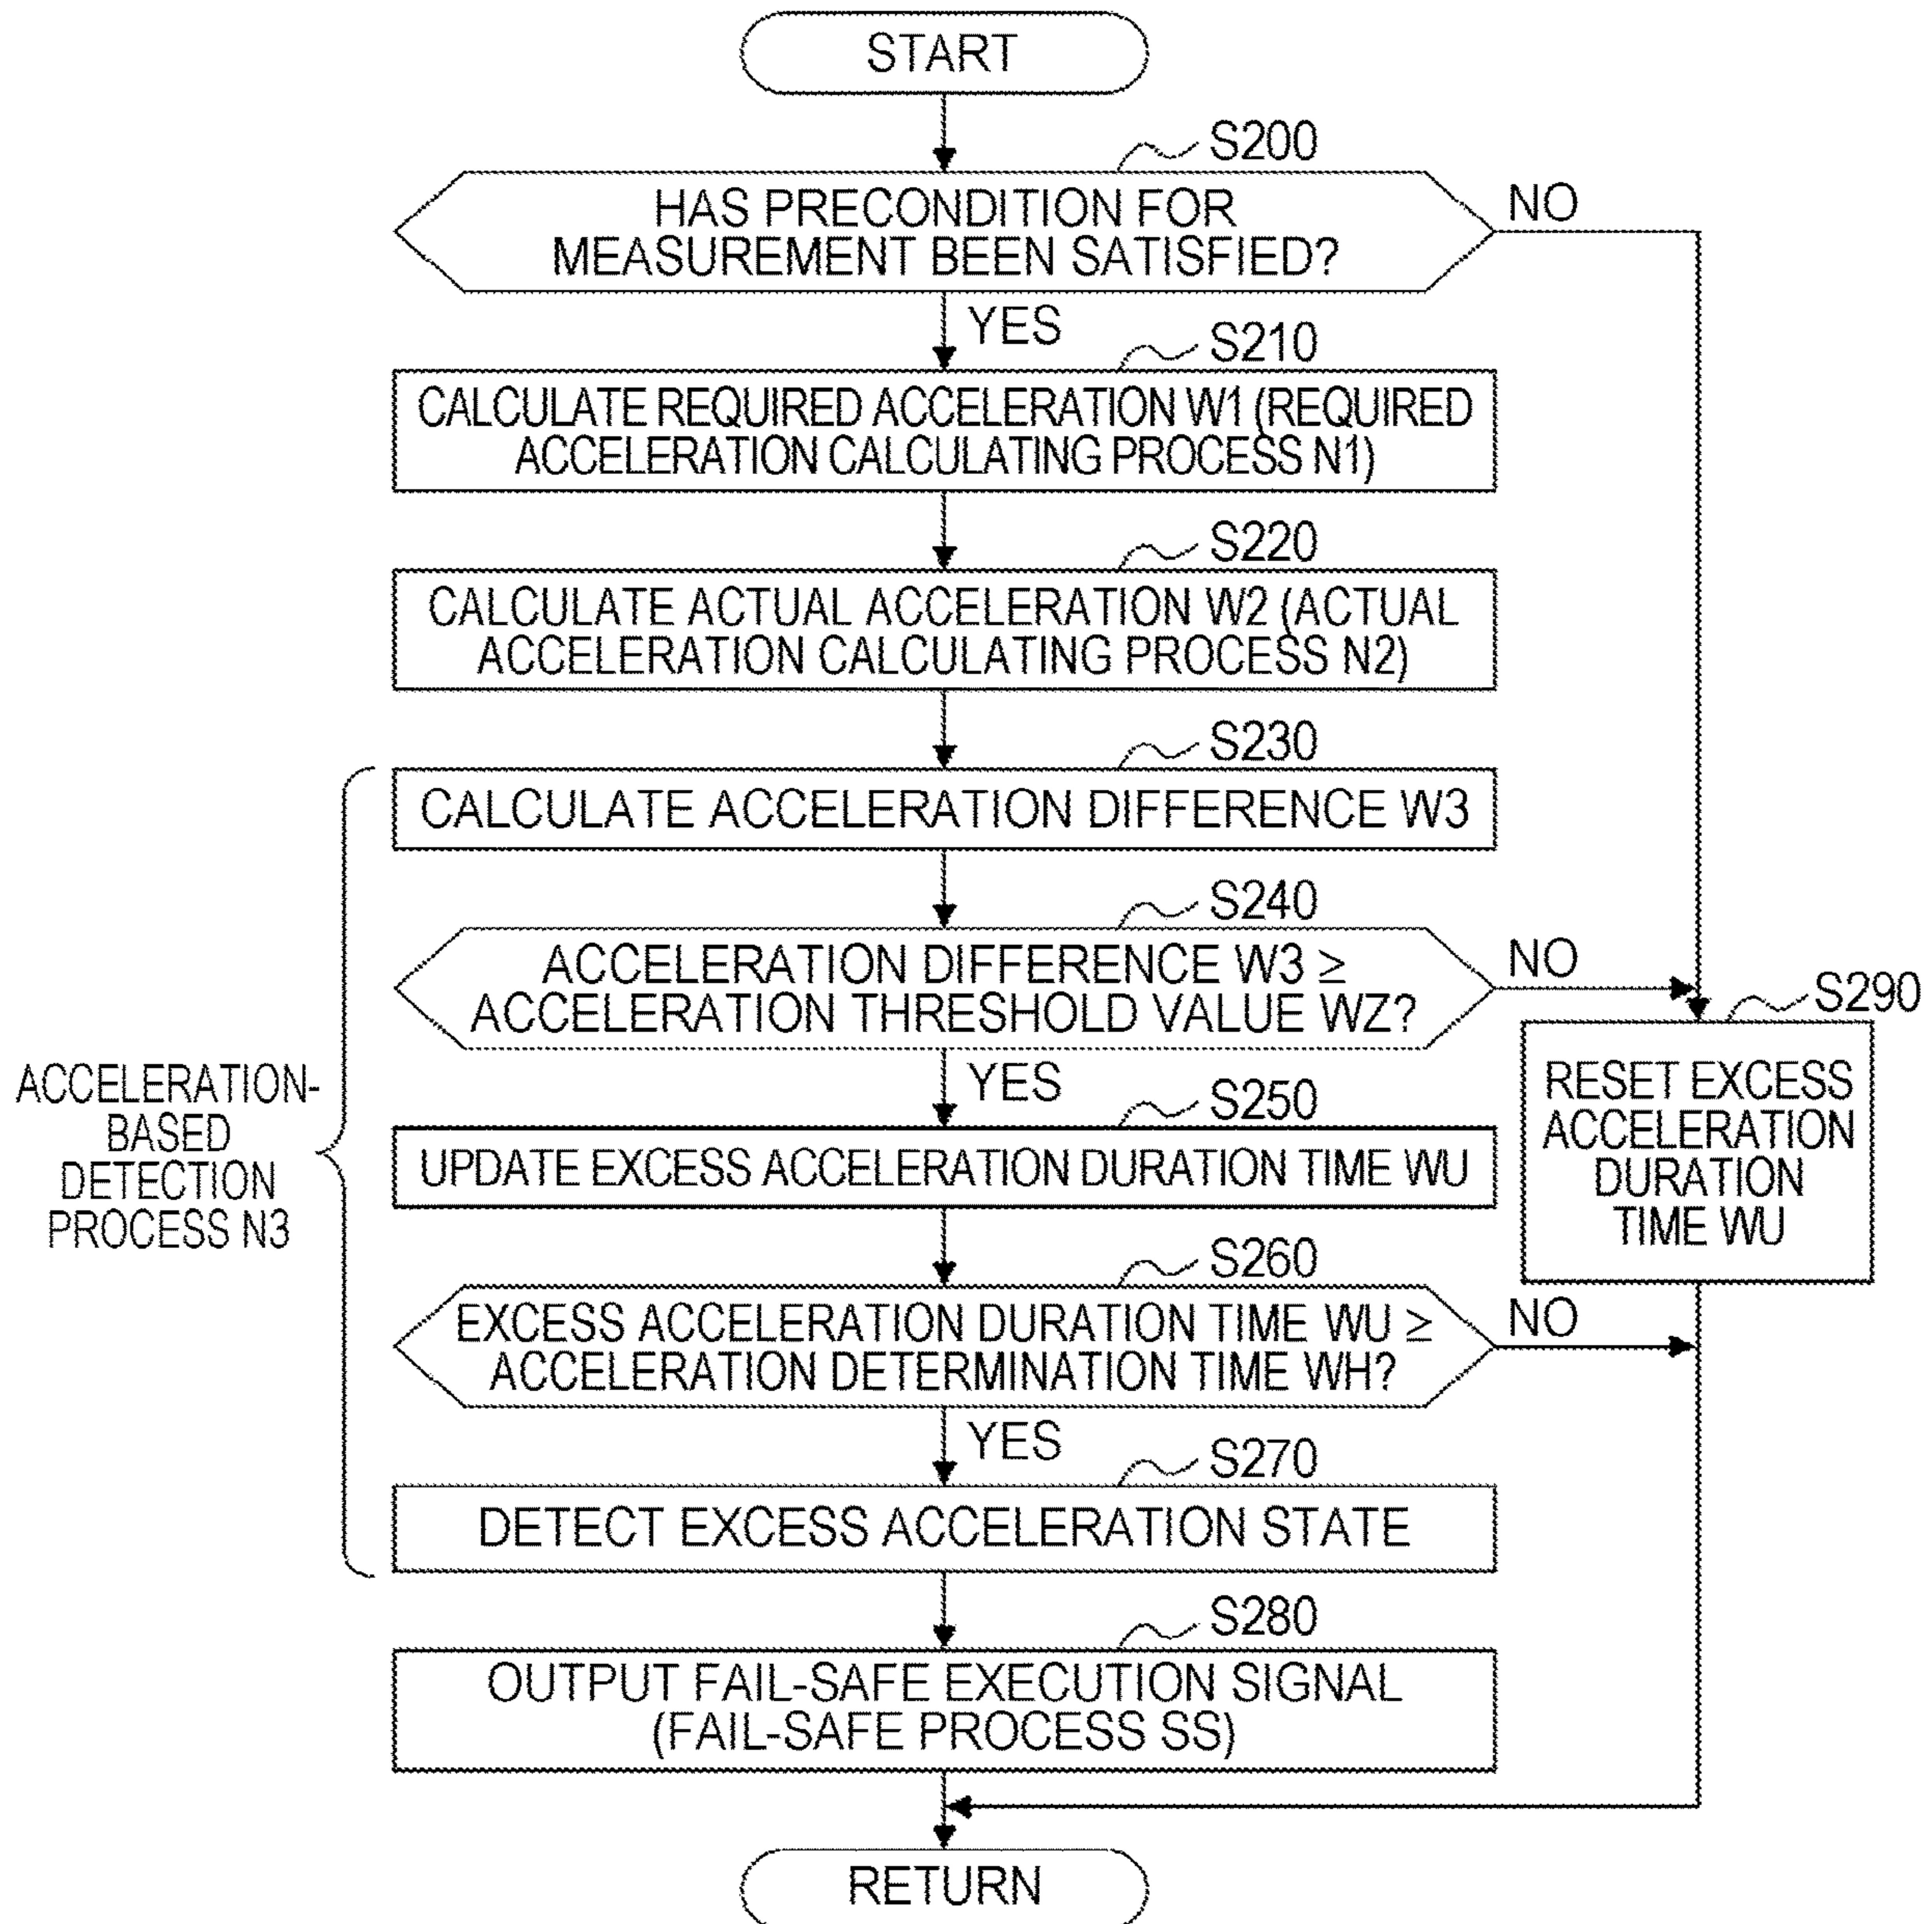 START
S200
HAS PRECONDITION FOR
MEASUREMENT BEEN SATISFIED?
NO
YES
S210
CALCULATE REQUIRED ACCELERATION W1 (REQUIRED
ACCELERATION CALCULATING PROCESS N1)
S220
CALCULATE ACTUAL ACCELERATION W2 (ACTUAL
ACCELERATION CALCULATING PROCESS N2)
S230
CALCULATE ACCELERATION DIFFERENCE W3
S240
ACCELERATION DIFFERENCE W3 ≥
ACCELERATION THRESHOLD VALUE WZ?
NO
YES
S290
RESET EXCESS
ACCELERATION
DURATION
TIME WU
ACCELERATION-
BASED
DETECTION
PROCESS N3
S250
UPDATE EXCESS ACCELERATION DURATION TIME WU
S260
EXCESS ACCELERATION DURATION TIME WU ≥
ACCELERATION DETERMINATION TIME WH?
NO
YES
S270
DETECT EXCESS ACCELERATION STATE
S280
OUTPUT FAIL-SAFE EXECUTION SIGNAL
(FAIL-SAFE PROCESS SS)
RETURN